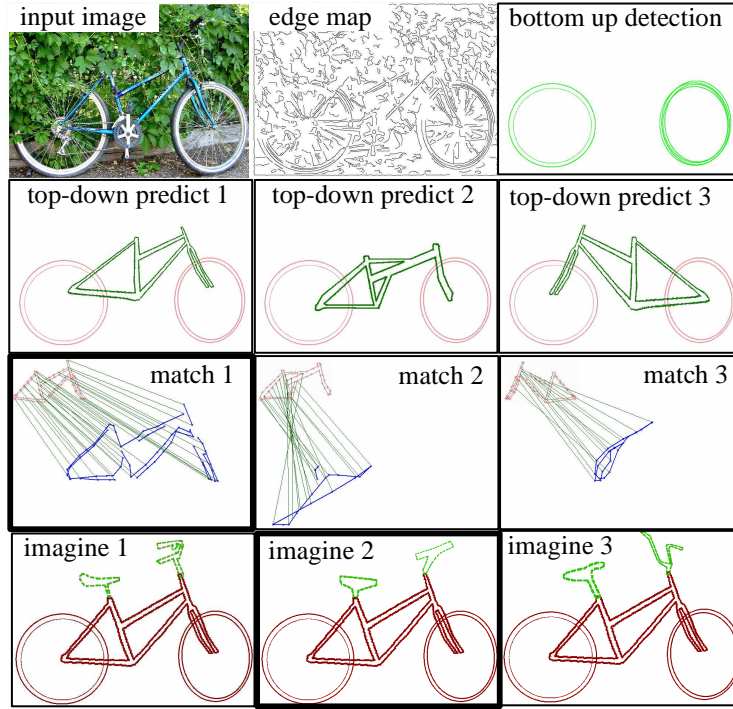 input image
edge map
bottom up detection
top-down predict 1
top-down predict 2
top-down predict 3
match 1
match 2
match 3
imagine 1
imagine 2
imagine 3